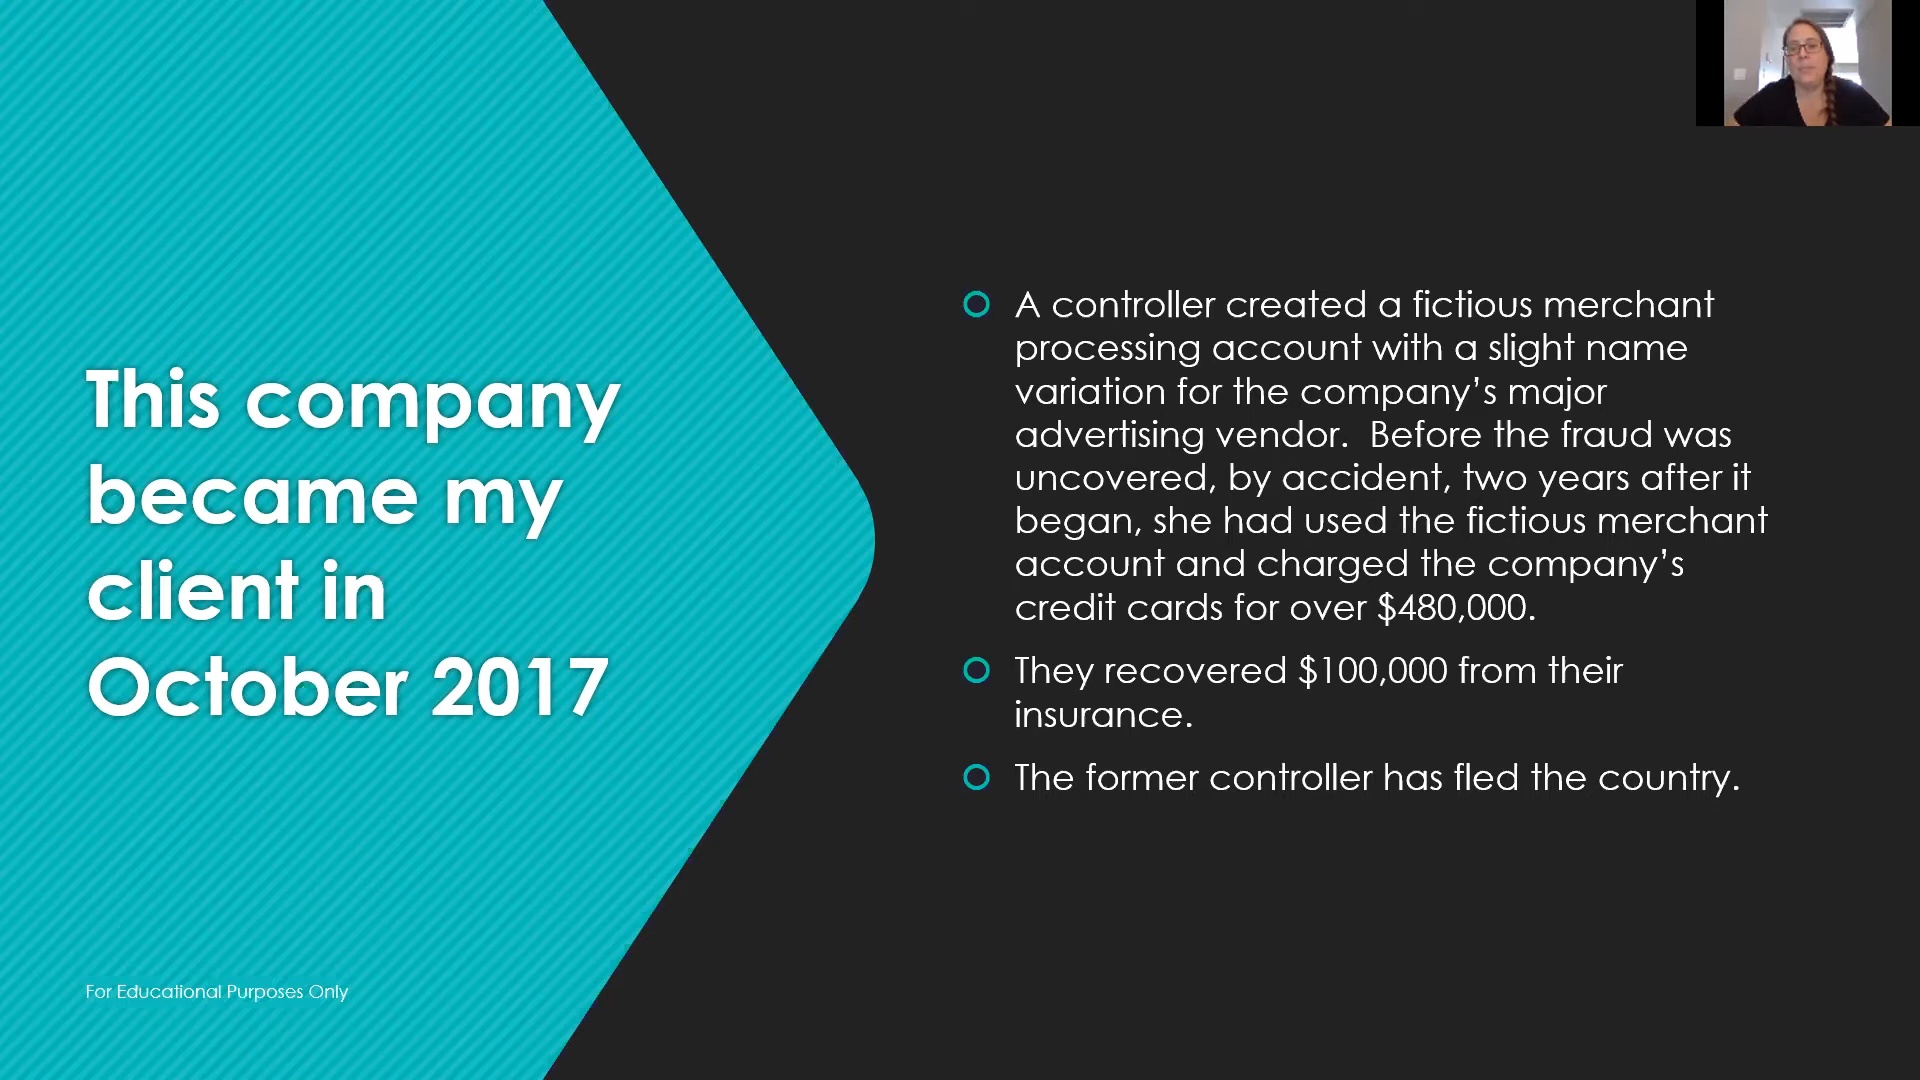 This company
became my
client in
October 2017
For Educational Purposes Only
A controller created a fictious merchant
processing account with a slight name
variation for the company's major
advertising vendor.  Before the fraud was
uncovered, by accident, two years after it
began, she had used the fictious merchant
account and charged the company's
credit cards for over $480,000.
They recovered $100,000 from their
insurance.
The former controller has fled the country.